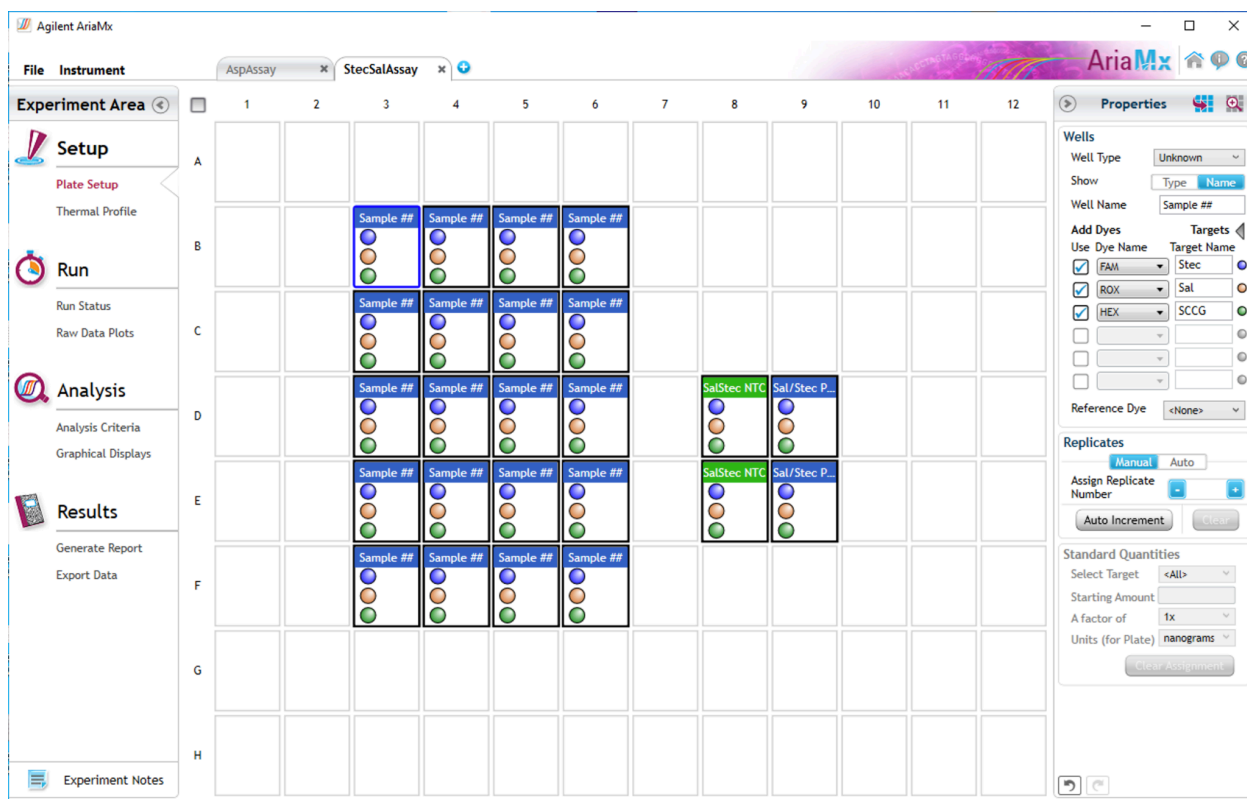 Agilent AriaMx
File Instrument
AspAssay
StecSalAssay
AriaMx
Experiment Area
Setup
Plate Setup
Thermal Profile
Run
Run Status
Raw Data Plots
Analysis
Analysis Criteria
Graphical Displays
Results
Generate Report
Export Data
Experiment Notes
1 2 3 4 5 6 7 8 9 10 11 12
A
B
Sample ## Sample ## Sample ## Sample ##
C
Sample ## Sample ## Sample ## Sample ##
D
Sample ## Sample ## Sample ## Sample ## SalStec NTC Sal/Stec P...
E
Sample ## Sample ## Sample ## Sample ## SalStec NTC Sal/Stec P...
F
Sample ## Sample ## Sample ## Sample ##
G
H
Properties
Wells
Well Type Unknown
Show Type Name
Well Name Sample ##
Add Dyes Targets
Use Dye Name Target Name
FAM Stec
ROX Sal
HEX SCCG
Reference Dye <None>
Replicates
Manual Auto
Assign Replicate
Number - +
Auto Increment Clear
Standard Quantities
Select Target <All>
Starting Amount
A factor of 1x
Units (for Plate) nanograms
Clear Assignment